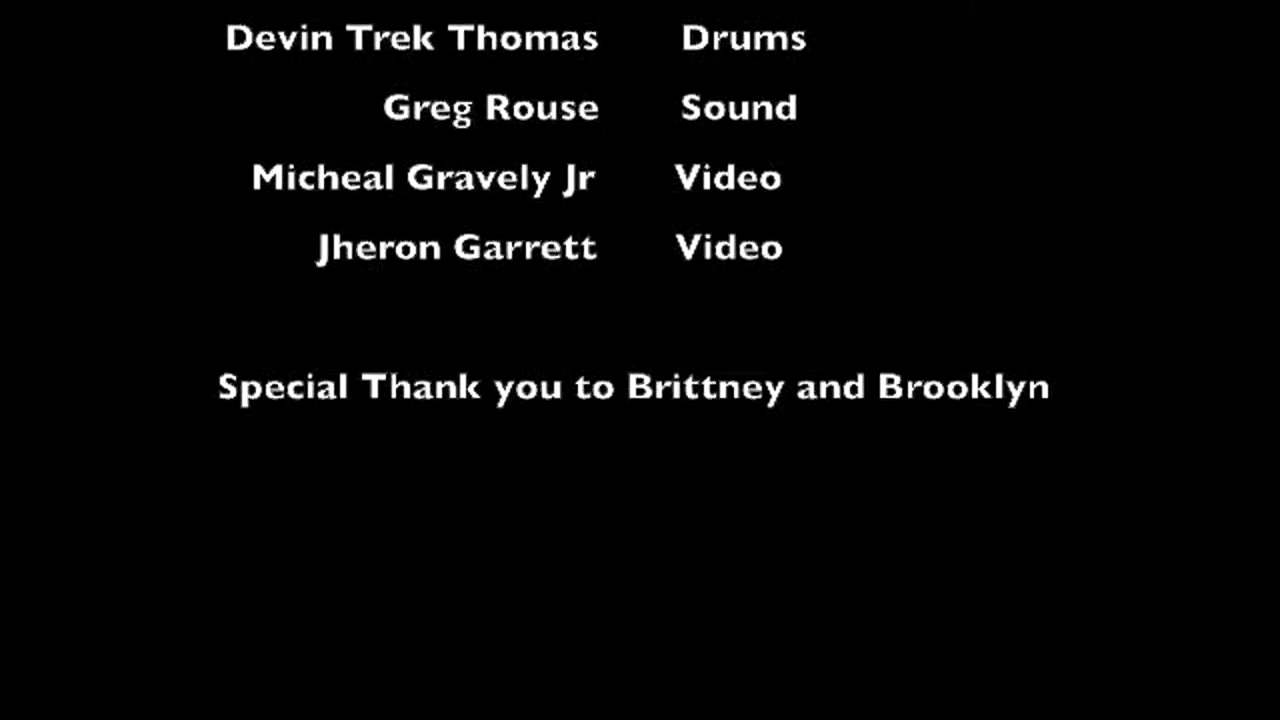 Devin Trek Thomas Drums
Greg Rouse Sound
Micheal Gravely Jr Video
Jheron Garrett Video
Special Thank you to Brittney and Brooklyn